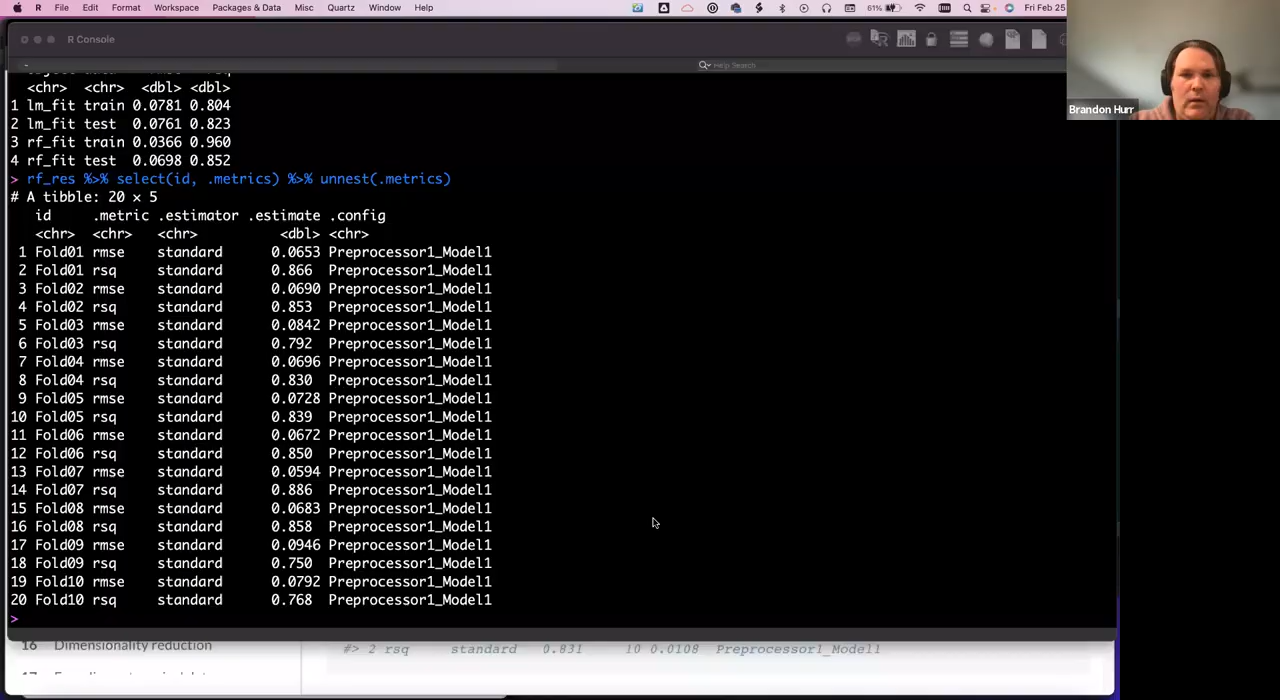 R File Edit Format Workspace Packages & Data Misc Quartz Window Help 61% Fri Feb 25
R Console
Help Search
Brandon Hurr
<chr> <chr> <dbl> <dbl>
1 lm_fit train 0.0781 0.804
2 lm_fit test 0.0761 0.823
3 rf_fit train 0.0366 0.960
4 rf_fit test 0.0698 0.852
> rf_res %>% select(id, .metrics) %>% unnest(.metrics)
# A tibble: 20 × 5
id .metric .estimator .estimate .config
<chr> <chr> <chr> <dbl> <chr>
1 Fold01 rmse standard 0.0653 Preprocessor1_Model1
2 Fold01 rsq standard 0.866 Preprocessor1_Model1
3 Fold02 rmse standard 0.0690 Preprocessor1_Model1
4 Fold02 rsq standard 0.853 Preprocessor1_Model1
5 Fold03 rmse standard 0.0842 Preprocessor1_Model1
6 Fold03 rsq standard 0.792 Preprocessor1_Model1
7 Fold04 rmse standard 0.0696 Preprocessor1_Model1
8 Fold04 rsq standard 0.830 Preprocessor1_Model1
9 Fold05 rmse standard 0.0728 Preprocessor1_Model1
10 Fold05 rsq standard 0.839 Preprocessor1_Model1
11 Fold06 rmse standard 0.0672 Preprocessor1_Model1
12 Fold06 rsq standard 0.850 Preprocessor1_Model1
13 Fold07 rmse standard 0.0594 Preprocessor1_Model1
14 Fold07 rsq standard 0.886 Preprocessor1_Model1
15 Fold08 rmse standard 0.0683 Preprocessor1_Model1
16 Fold08 rsq standard 0.858 Preprocessor1_Model1
17 Fold09 rmse standard 0.0946 Preprocessor1_Model1
18 Fold09 rsq standard 0.750 Preprocessor1_Model1
19 Fold10 rmse standard 0.0792 Preprocessor1_Model1
20 Fold10 rsq standard 0.768 Preprocessor1_Model1
>
16 Dimensionality reduction
#> 2 rsq standard 0.831 10 0.0108 Preprocessor1_Model1